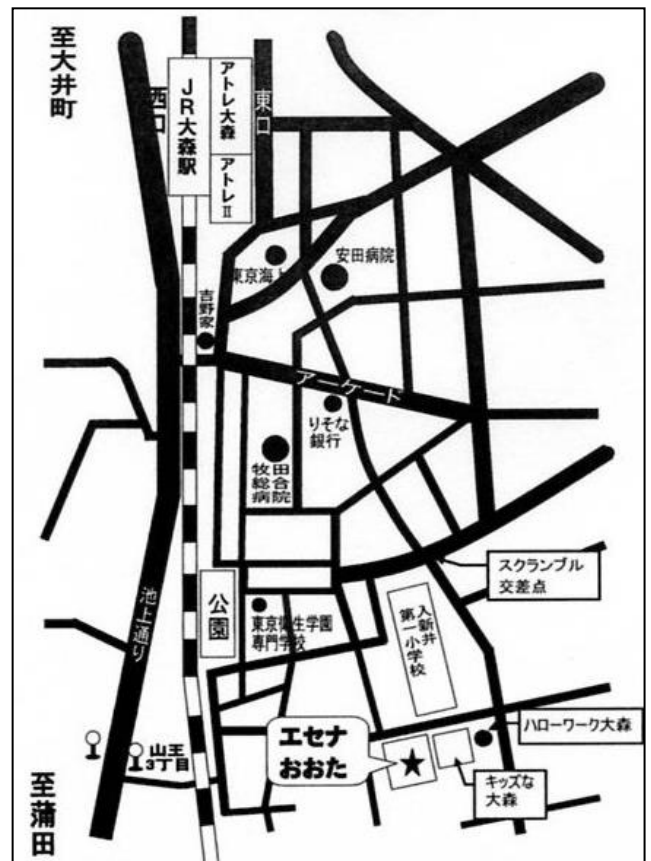 至大井町
西口
JR大森駅
アトレ大森
アトレⅡ
東口
東京海上
安田病院
吉野家
アーケード
りそな
銀行
牧田
総合
病院
スクランブル
交差点
公園
池上通り
東京衛生学園
専門学校
入新井
第一小学校
ハローワーク大森
エセナ
おおた
キッズな
大森
山王
3丁目
至蒲田